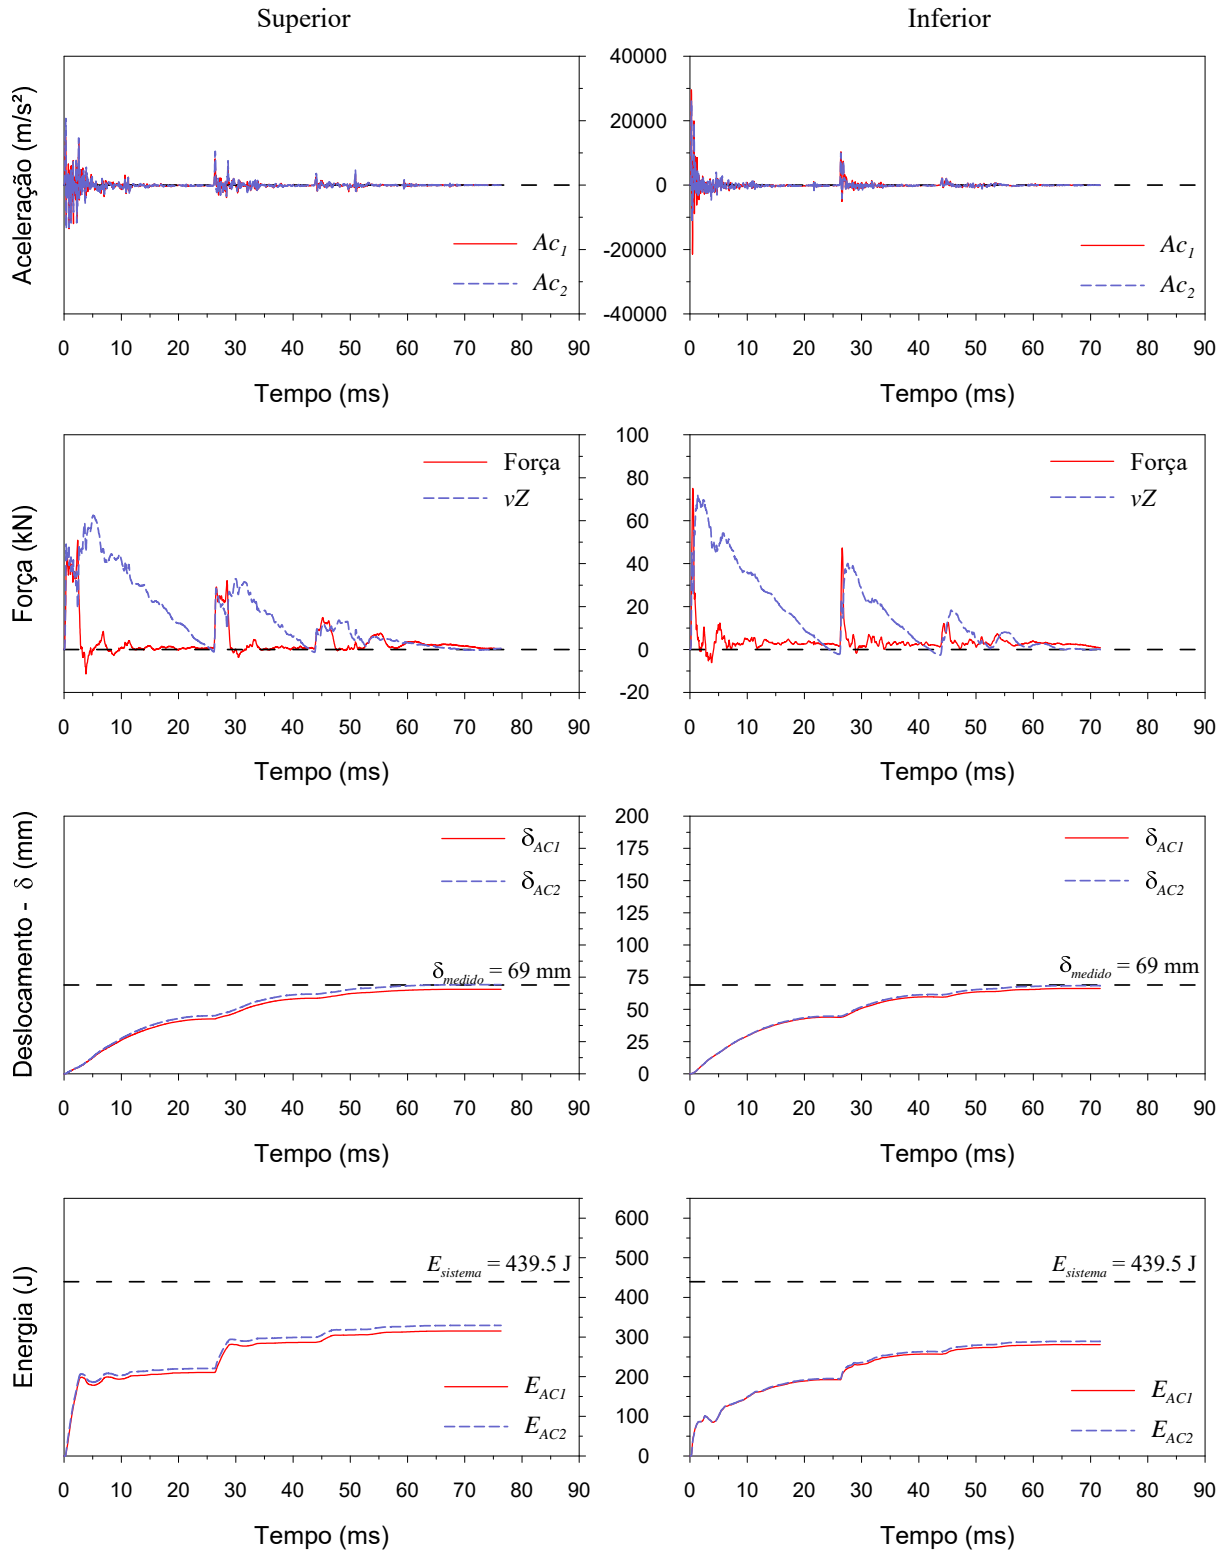 Superior Inferior
Aceleração (m/s²)
40000
20000
0
-20000
-40000
Ac1 Ac1
Ac2 Ac2
0 10 20 30 40 50 60 70 80 90 0 10 20 30 40 50 60 70 80 90
Tempo (ms) Tempo (ms)
Força (kN)
100
80
60
40
20
0
-20
Força Força
vZ vZ
0 10 20 30 40 50 60 70 80 90 0 10 20 30 40 50 60 70 80 90
Tempo (ms) Tempo (ms)
Deslocamento - δ (mm)
200
175
150
125
100
75
50
25
0
δAC1 δAC1
δAC2 δAC2
δmedido = 69 mm δmedido = 69 mm
0 10 20 30 40 50 60 70 80 90 0 10 20 30 40 50 60 70 80 90
Tempo (ms) Tempo (ms)
Energia (J)
600
500
400
300
200
100
0
Esistema = 439.5 J Esistema = 439.5 J
EAC1 EAC1
EAC2 EAC2
0 10 20 30 40 50 60 70 80 90 0 10 20 30 40 50 60 70 80 90
Tempo (ms) Tempo (ms)